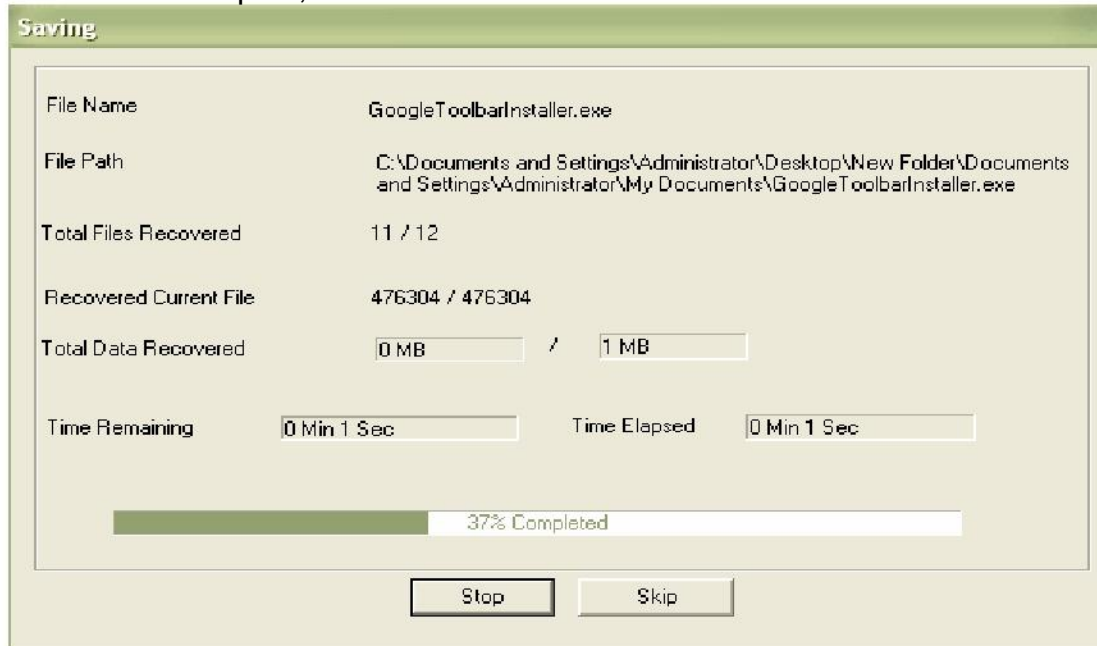 Saving
File Name GoogleToolbarInstaller.exe
File Path C:\Documents and Settings\Administrator\Desktop\New Folder\Documents
and Settings\Administrator\My Documents\GoogleToolbarInstaller.exe
Total Files Recovered 11 / 12
Recovered Current File 476304 / 476304
Total Data Recovered 0 MB / 1 MB
Time Remaining 0 Min 1 Sec Time Elapsed 0 Min 1 Sec
37% Completed
Stop Skip